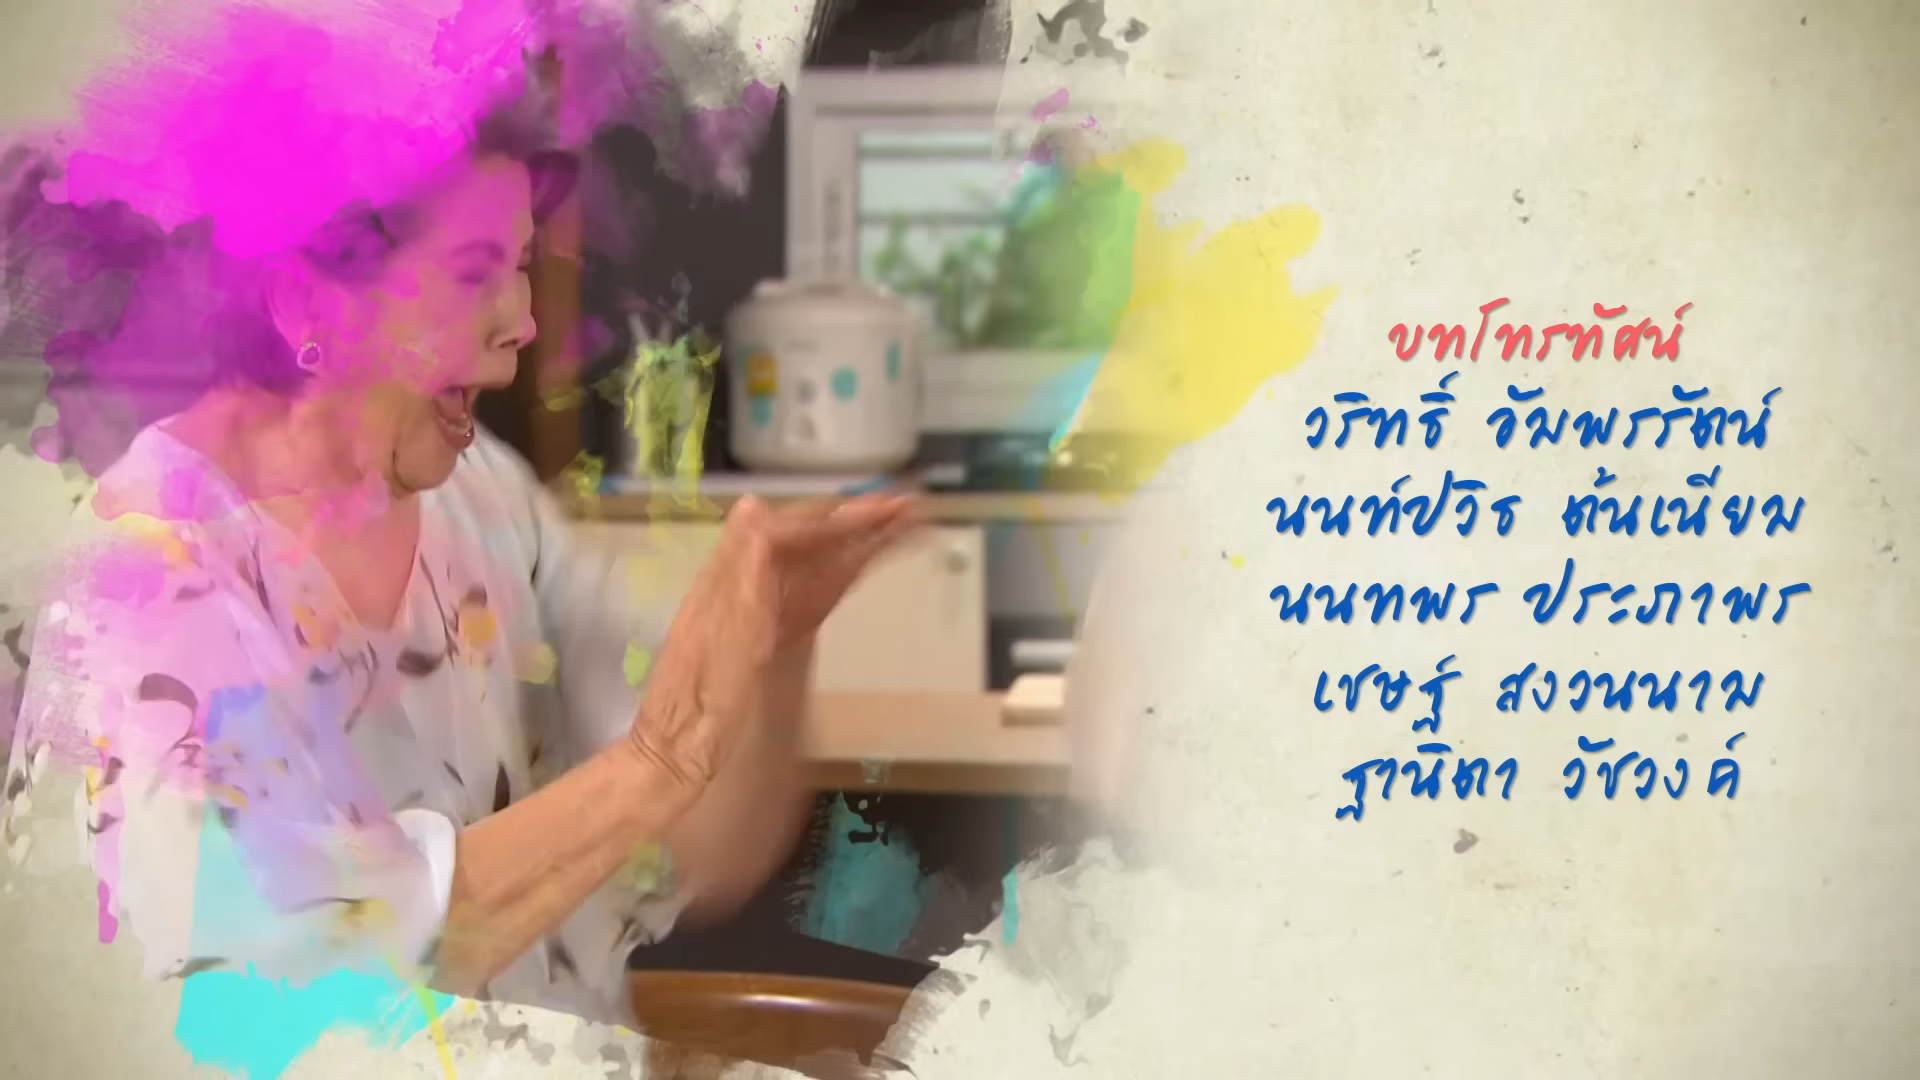 บทโทรทัศน์
วริทธิ์ อัมพรรัตน์
นนท์ปวิธ ต้นเนียม
นนทพร ประภาพร
เชษฐ์ สงวนนาม
ฐานิตา วัชวงค์